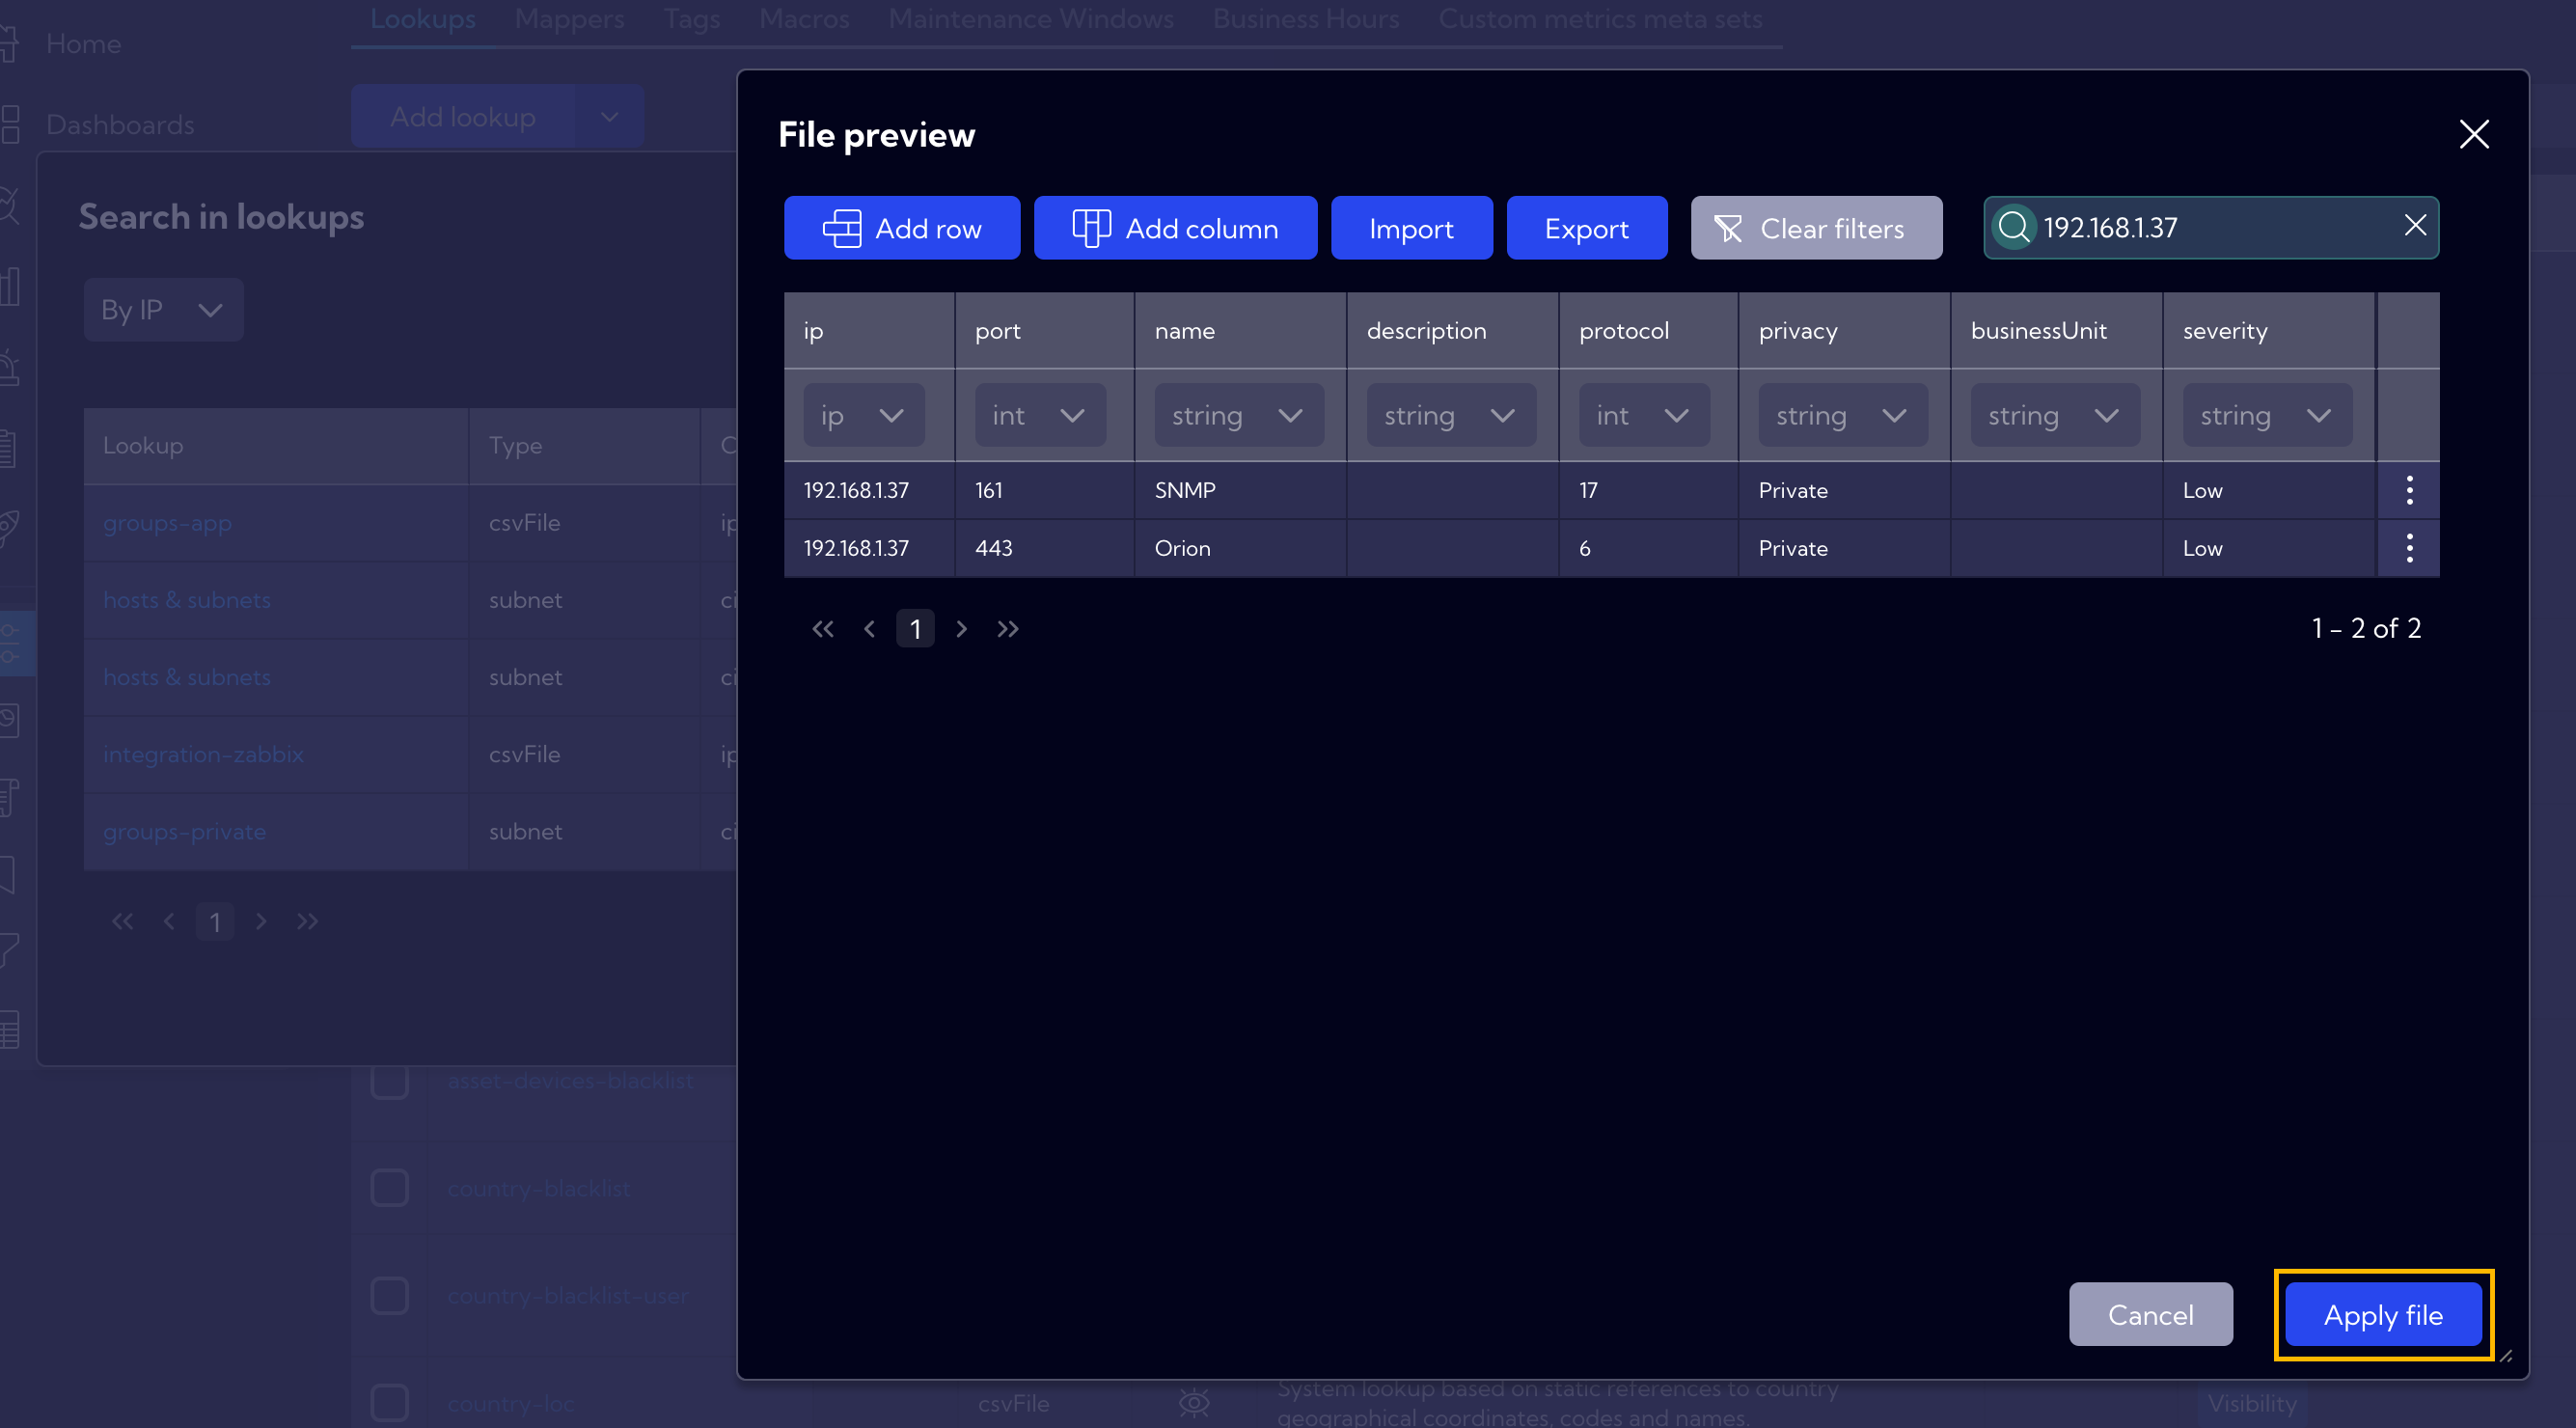 Home
Dashboards
Lookups Mappers Tags Macros Maintenance Windows Business Hours Custom metrics meta sets
Add lookup
Search in lookups
By IP
Lookup Type
groups-app csvFile ip
hosts & subnets subnet ci
hosts & subnets subnet ci
integration-zabbix csvFile ip
groups-private subnet ci
1
asset-devices-blacklist
country-blacklist
country-blacklist-user
country-loc csvFile System lookup based on static references to country
geographical coordinates, codes and names. Visibility
File preview
Add row Add column Import Export Clear filters 192.168.1.37
ip port name description protocol privacy businessUnit severity
ip int string string int string string string
192.168.1.37 161 SNMP 17 Private Low
192.168.1.37 443 Orion 6 Private Low
1 1 - 2 of 2
Cancel Apply file